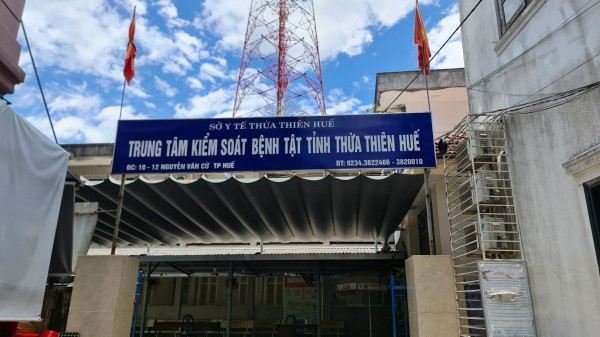 SỞ Y TẾ THỪA THIÊN HUẾ
TRUNG TÂM KIỂM SOÁT BỆNH TẬT TỈNH THỪA THIÊN HUẾ
ĐC: 10 - 12 NGUYỄN VĂN CỪ TP HUẾ
ĐT: 0234.3822466 - 3820010